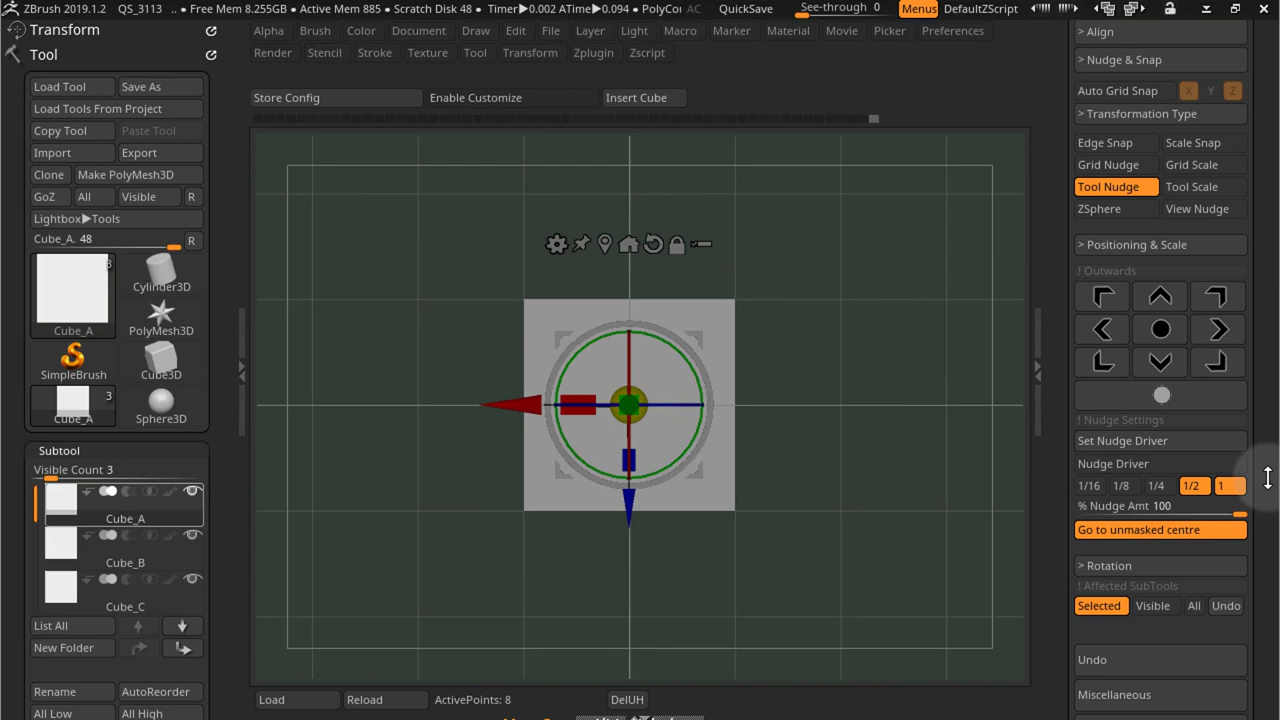 ZBrush 2019.1.2 QS_3113 .. • Free Mem 8.255GB • Active Mem 885 • Scratch Disk 48 • Timer▶0.002 ATime▶0.094 • PolyCou AC QuickSave See-through 0 Menus DefaultZScript
Transform
Tool
Load Tool Save As
Load Tools From Project
Copy Tool Paste Tool
Import Export
Clone Make PolyMesh3D
GoZ All Visible R
Lightbox▶Tools
Cube_A. 48 R
3
Cube_A
Cylinder3D
PolyMesh3D
SimpleBrush
Cube3D
3
Cube_A
Sphere3D
Subtool
Visible Count 3
Cube_A
Cube_B
Cube_C
List All
New Folder
Rename AutoReorder
All Low All High
Alpha Brush Color Document Draw Edit File Layer Light Macro Marker Material Movie Picker Preferences
Render Stencil Stroke Texture Tool Transform Zplugin Zscript
Store Config Enable Customize Insert Cube
Load Reload ActivePoints: 8 DelUH
> Align
> Nudge & Snap
Auto Grid Snap X Y Z
> Transformation Type
Edge Snap Scale Snap
Grid Nudge Grid Scale
Tool Nudge Tool Scale
ZSphere View Nudge
> Positioning & Scale
! Outwards
! Nudge Settings
Set Nudge Driver
Nudge Driver
1/16 1/8 1/4 1/2 1
% Nudge Amt 100
Go to unmasked centre
> Rotation
! Affected SubTools
Selected Visible All Undo
Undo
Miscellaneous